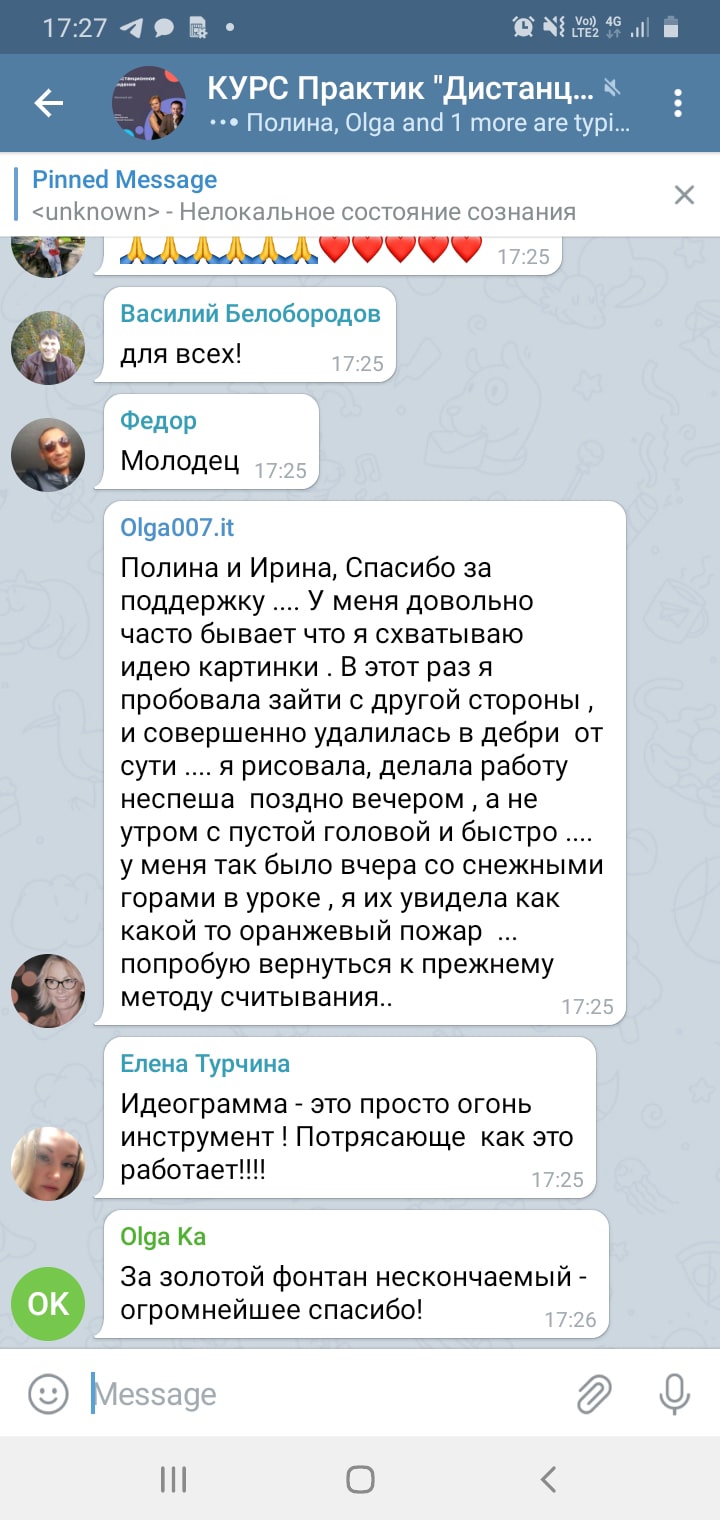 17:27
Vo)) 4G
LTE2
КУРС Практик "Дистанц...
Полина, Olga and 1 more are typi...
Pinned Message
<unknown> - Нелокальное состояние сознания
17:25
Василий Белобородов
для всех!
17:25
Федор
Молодец
17:25
Olga007.it
Полина и Ирина, Спасибо за
поддержку .... У меня довольно
часто бывает что я схватываю
идею картинки . В этот раз я
пробовала зайти с другой стороны ,
и совершенно удалилась в дебри от
сути .... я рисовала, делала работу
неспеша поздно вечером , а не
утром с пустой головой и быстро ....
у меня так было вчера со снежными
горами в уроке , я их увидела как
какой то оранжевый пожар ...
попробую вернуться к прежнему
методу считывания..
17:25
Елена Турчина
Идеограмма - это просто огонь
инструмент ! Потрясающе как это
работает!!!!
17:25
Olga Ka
OK
За золотой фонтан нескончаемый -
огромнейшее спасибо!
17:26
Message